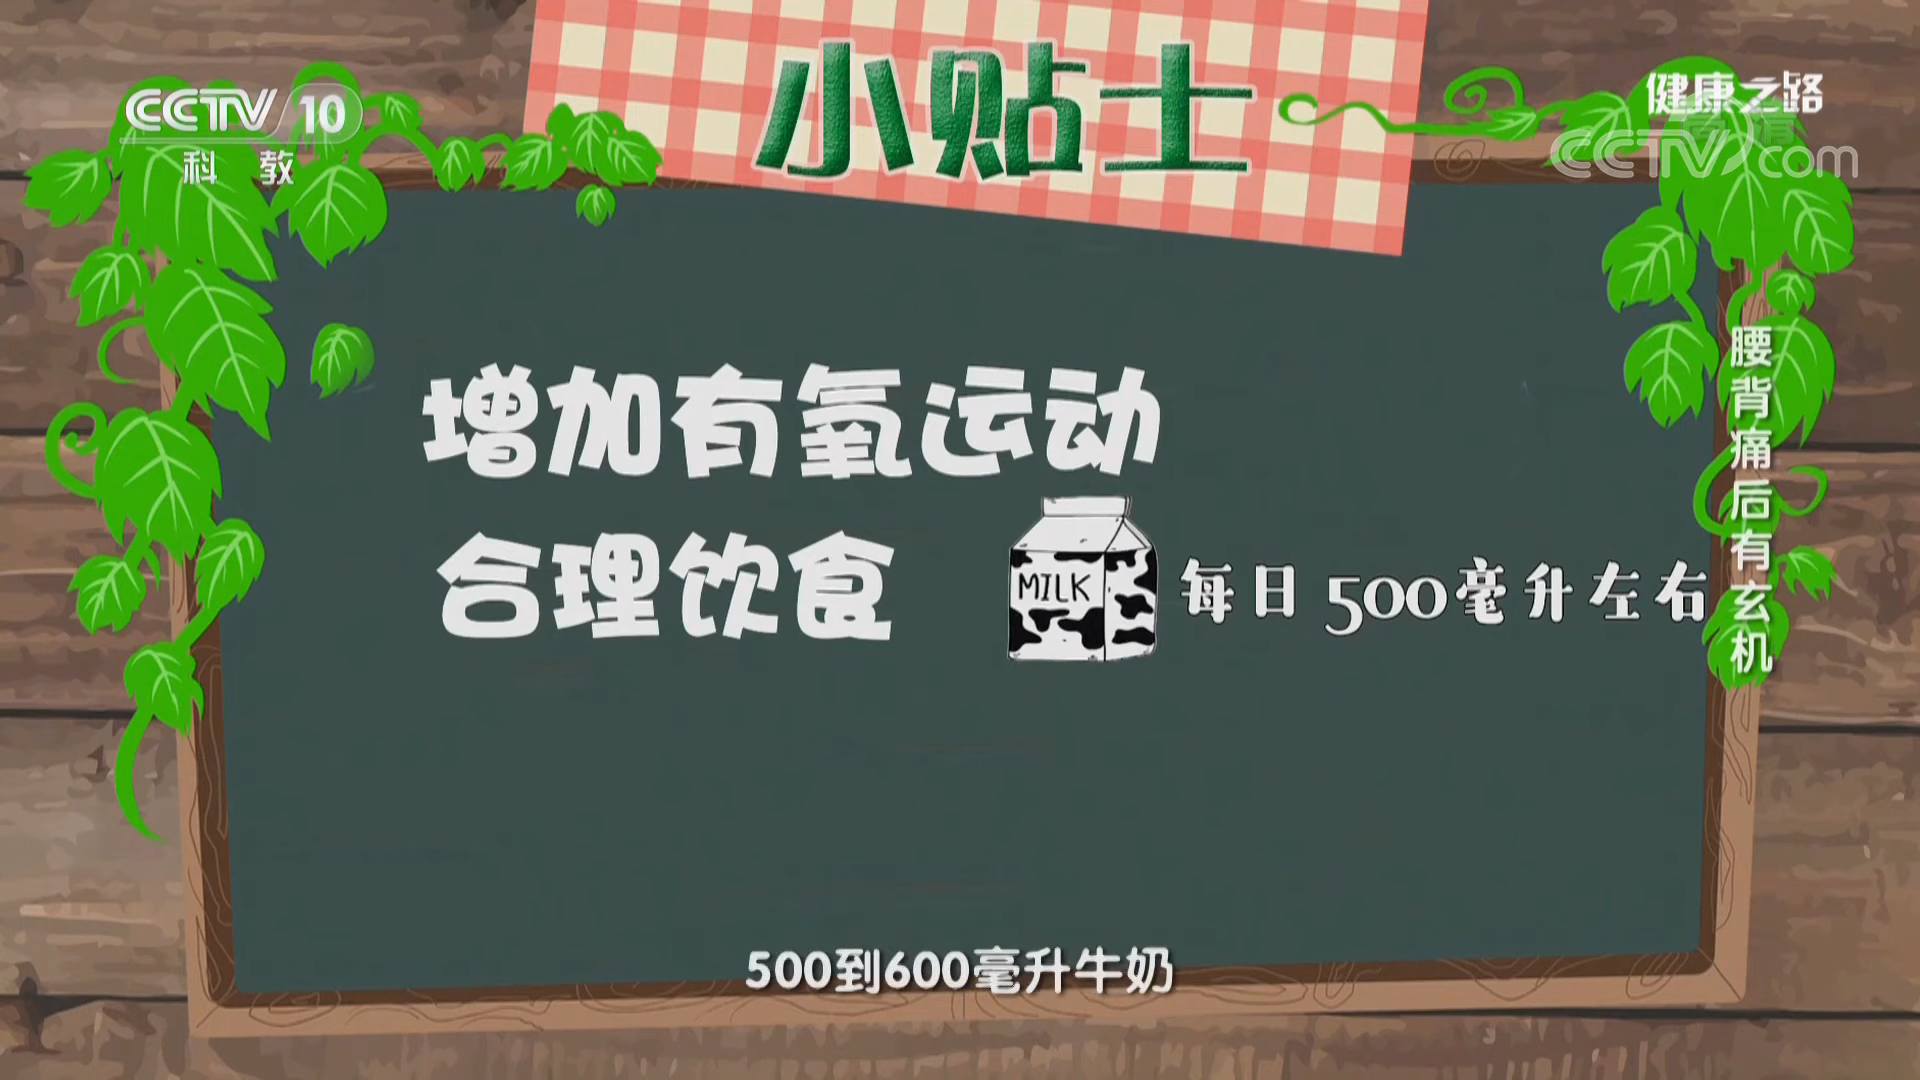 小贴士
CCTV 10
科教
健康之路
CCTV.com
增加有氧运动
合理饮食
MILK
每日500毫升左右
腰背痛后有玄机
500到600毫升牛奶